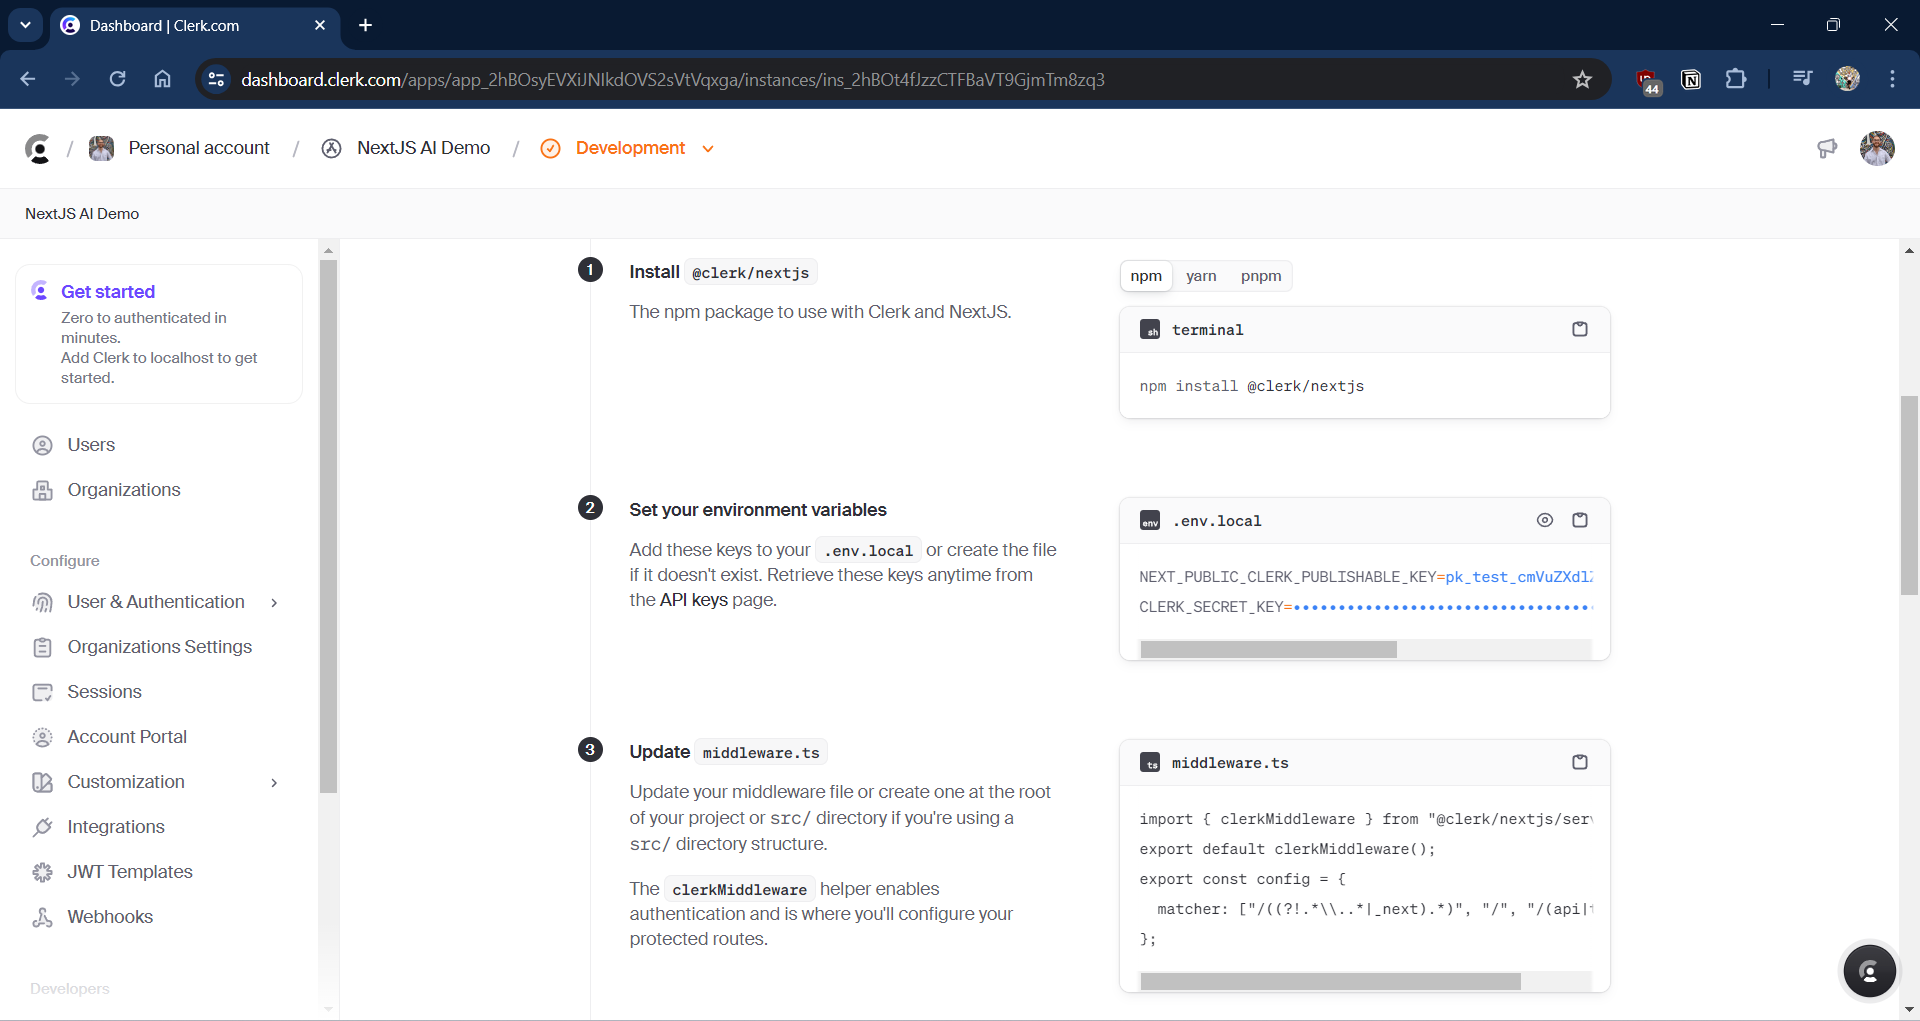 Dashboard | Clerk.com
dashboard.clerk.com/apps/app_2hBOsyEVXiJNIkdOVS2sVtVqxga/instances/ins_2hBOt4fJzzCTFBaVT9GjmTm8zq3
44
/ Personal account / NextJS AI Demo / Development
NextJS AI Demo
Get started
Zero to authenticated in
minutes.
Add Clerk to localhost to get
started.
Users
Organizations
Configure
User & Authentication
Organizations Settings
Sessions
Account Portal
Customization
Integrations
JWT Templates
Webhooks
Developers
1 Install @clerk/nextjs
The npm package to use with Clerk and NextJS.
npm yarn pnpm
sh terminal
npm install @clerk/nextjs
2 Set your environment variables
Add these keys to your .env.local or create the file
if it doesn't exist. Retrieve these keys anytime from
the API keys page.
env .env.local
NEXT_PUBLIC_CLERK_PUBLISHABLE_KEY=pk_test_cmVuZXdl
CLERK_SECRET_KEY=••••••••••••••••••••••••••••••••••
3 Update middleware.ts
Update your middleware file or create one at the root
of your project or src/ directory if you're using a
src/ directory structure.
The clerkMiddleware helper enables
authentication and is where you'll configure your
protected routes.
ts middleware.ts
import { clerkMiddleware } from "@clerk/nextjs/ser
export default clerkMiddleware();
export const config = {
matcher: ["/((?!.*\\..*|_next).*)", "/", "/(api|
};